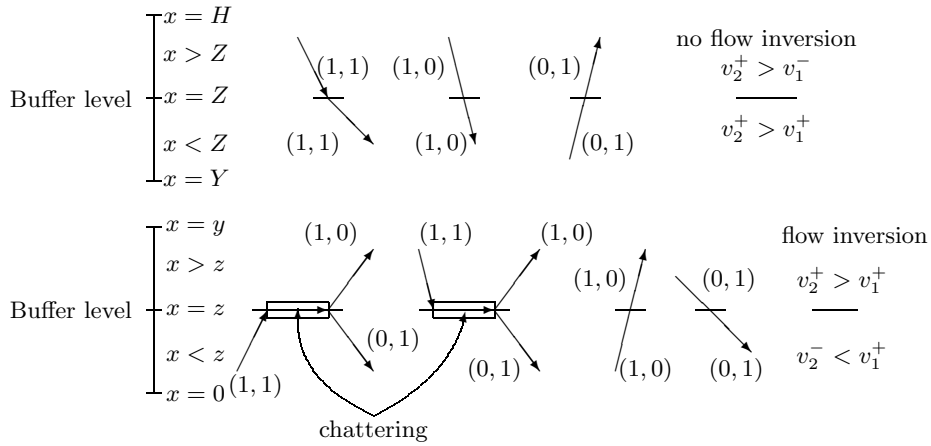 x = H
no flow inversion
x > Z
(1, 1) (1, 0) (0, 1) v_2^+ > v_1^-
Buffer level x = Z
x < Z (1, 1) (1, 0) (0, 1) v_2^+ > v_1^+
x = Y
x = y
(1, 0) (1, 1) (1, 0) flow inversion
x > z (1, 0) (0, 1) v_2^+ > v_1^+
Buffer level x = z
(0, 1)
x < z (0, 1) (1, 0) (0, 1) v_2^- < v_1^+
x = 0 (1, 1)
chattering